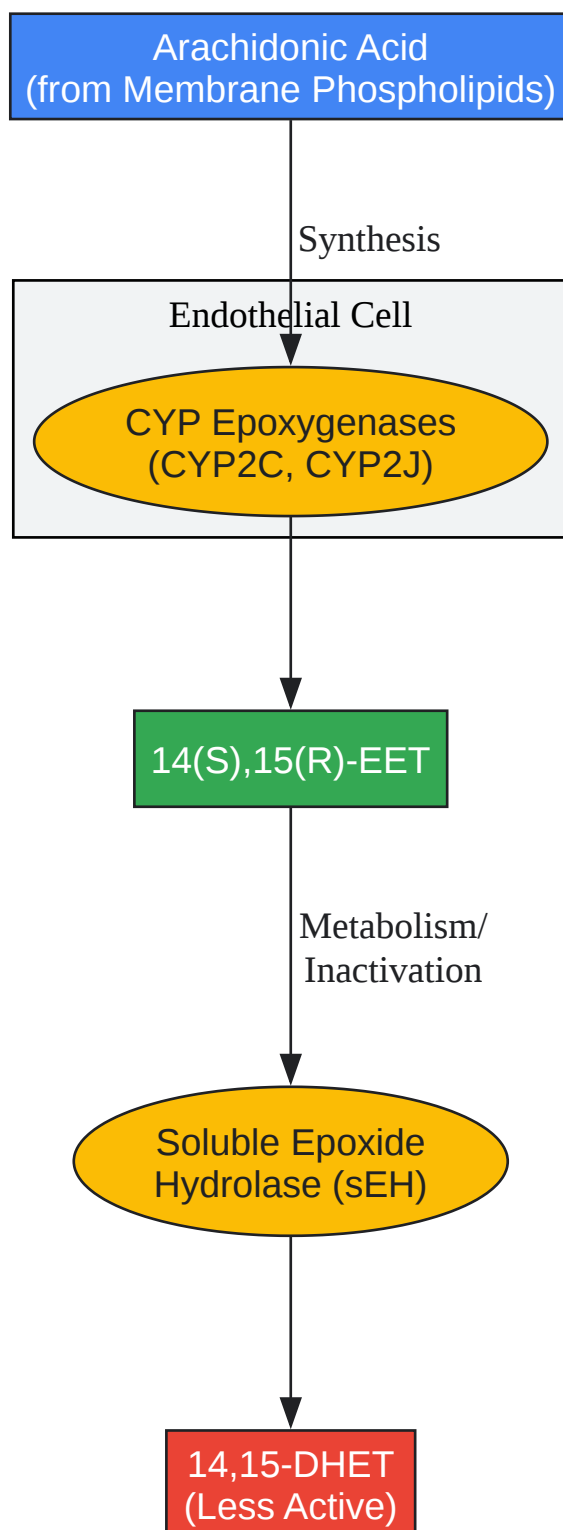 Arachidonic Acid
(from Membrane Phospholipids)
Synthesis
Endothelial Cell
CYP Epoxygenases
(CYP2C, CYP2J)
14(S),15(R)-EET
Metabolism/
Inactivation
Soluble Epoxide
Hydrolase (sEH)
14,15-DHET
(Less Active)